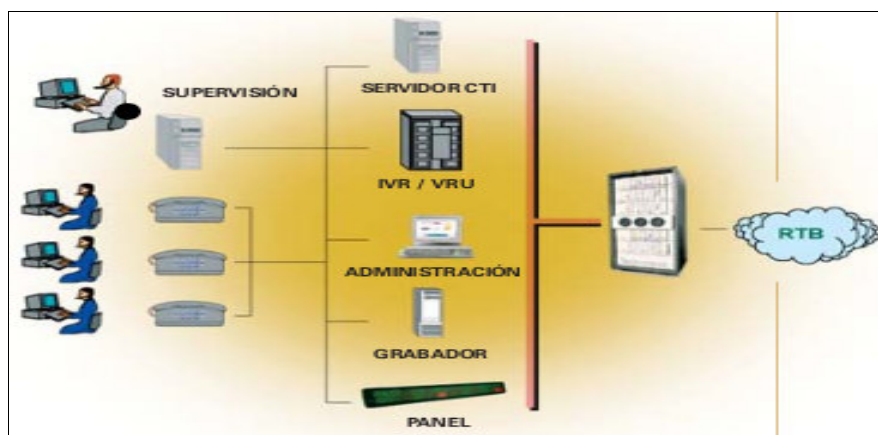 SUPERVISIÓN
SERVIDOR CTI
IVR / VRU
RTB
ADMINISTRACIÓN
GRABADOR
PANEL